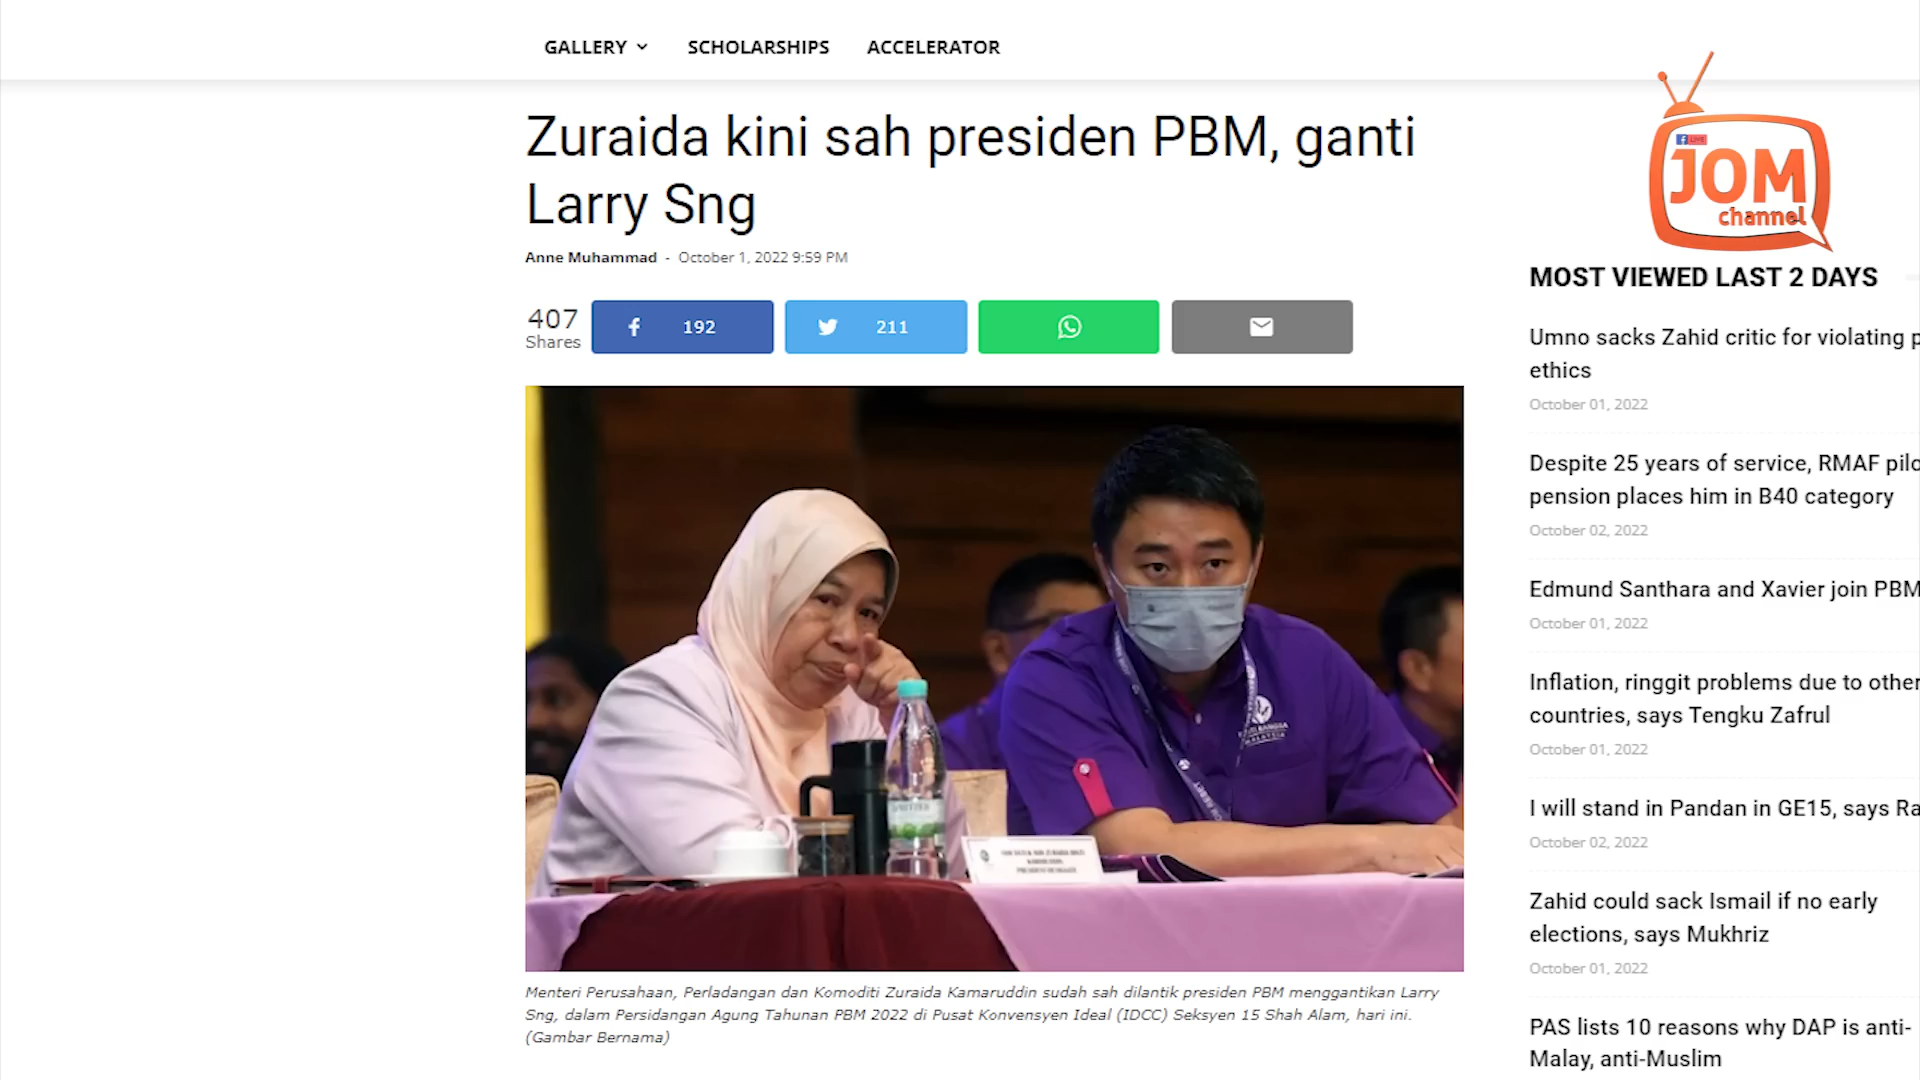 GALLERY
SCHOLARSHIPS
ACCELERATOR
Zuraida kini sah presiden PBM, ganti
Larry Sng
Anne Muhammad - October 1, 2022 9:59 PM
407
Shares
192
211
LIVE
JOM
channel
Menteri Perusahaan, Perladangan dan Komoditi Zuraida Kamaruddin sudah sah dilantik presiden PBM menggantikan Larry
Sng, dalam Persidangan Agung Tahunan PBM 2022 di Pusat Konvensyen Ideal (IDCC) Seksyen 15 Shah Alam, hari ini.
(Gambar Bernama)
MOST VIEWED LAST 2 DAYS
Umno sacks Zahid critic for violating p
ethics
October 01, 2022
Despite 25 years of service, RMAF pilo
pension places him in B40 category
October 02, 2022
Edmund Santhara and Xavier join PBM
October 01, 2022
Inflation, ringgit problems due to other
countries, says Tengku Zafrul
October 01, 2022
I will stand in Pandan in GE15, says Ra
October 02, 2022
Zahid could sack Ismail if no early
elections, says Mukhriz
October 01, 2022
PAS lists 10 reasons why DAP is anti-
Malay, anti-Muslim